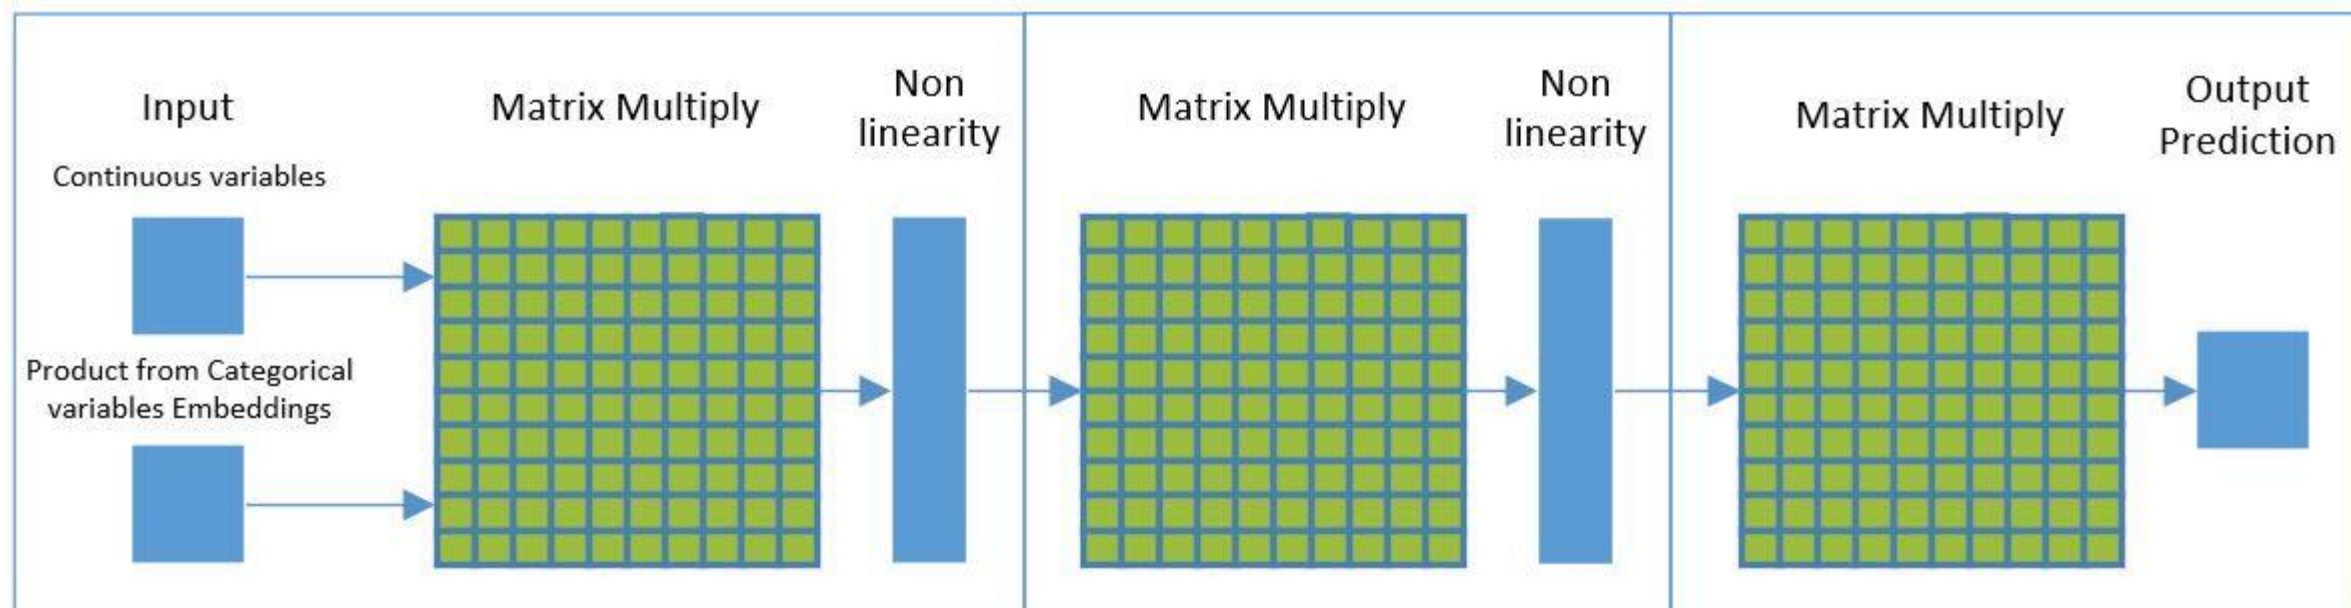 Input
Continuous variables
Product from Categorical
variables Embeddings
Matrix Multiply
Non
linearity
Matrix Multiply
Non
linearity
Matrix Multiply
Output
Prediction